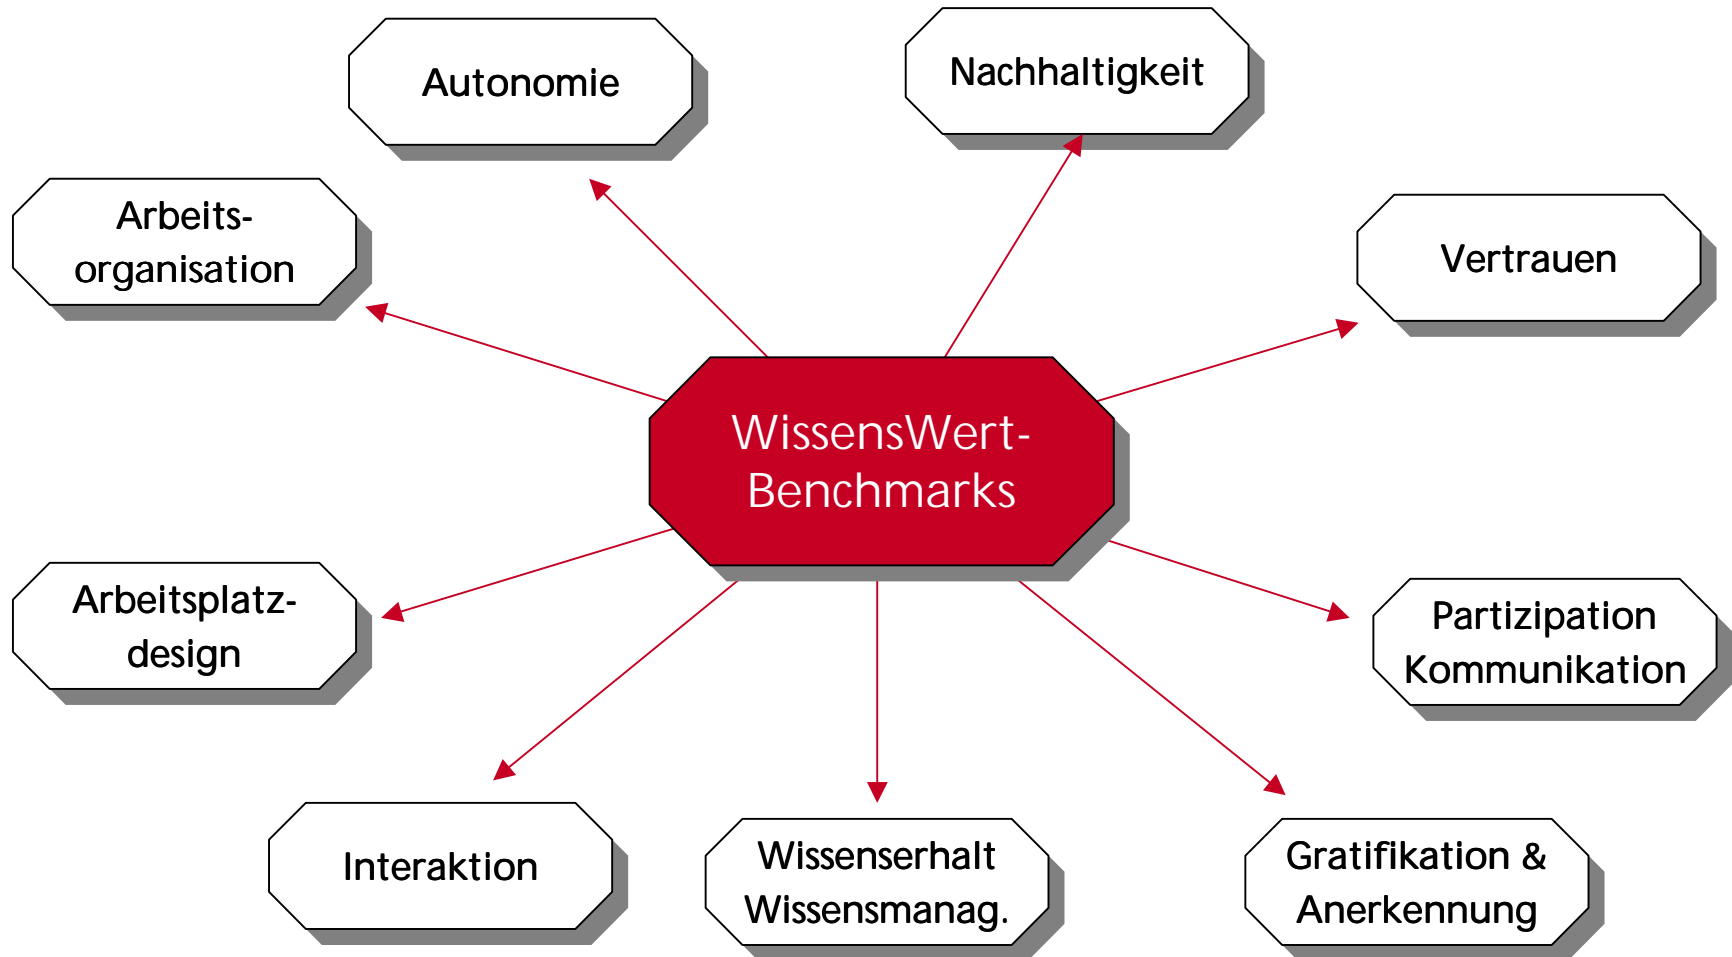 Autonomie
Nachhaltigkeit
Arbeits-
organisation
Vertrauen
WissensWert-
Benchmarks
Arbeitsplatz-
design
Partizipation
Kommunikation
Interaktion
Wissenserhalt
Wissensmanag.
Gratifikation &
Anerkennung